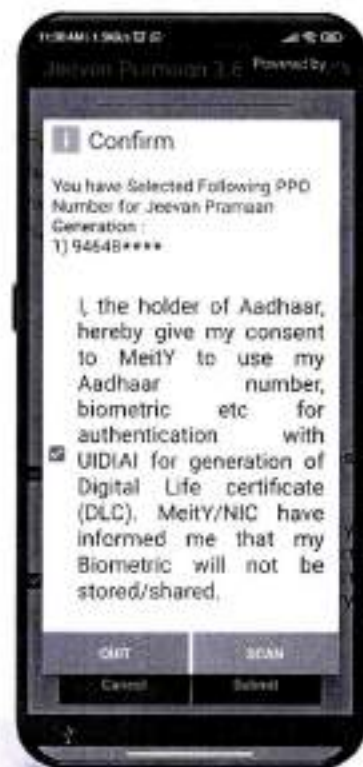 Jeevan Pramaan 3.6 Powered by
Confirm
You have Selected Following PPO
Number for Jeevan Pramaan
Generation :
1) 94648****
I, the holder of Aadhaar,
hereby give my consent
to MeitY to use my
Aadhaar number,
biometric etc for
authentication with
UIDIAI for generation of
Digital Life certificate
(DLC). MeitY/NIC have
informed me that my
Biometric will not be
stored/shared.
QUIT SCAN
Cancel Submit